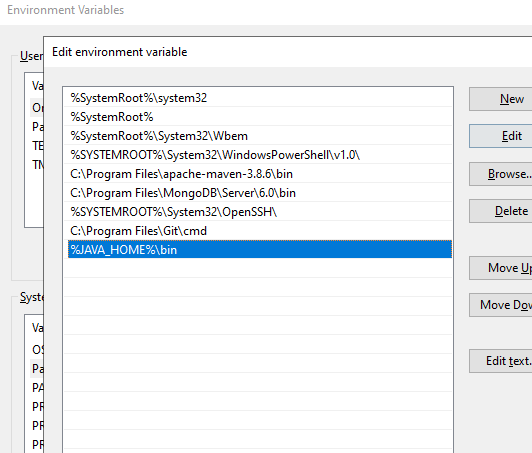 Environment Variables
Edit environment variable
User
Va
%SystemRoot%\system32
New
Or
%SystemRoot%
Pa
%SystemRoot%\System32\Wbem
Edit
TE
%SYSTEMROOT%\System32\WindowsPowerShell\v1.0\
TM
C:\Program Files\apache-maven-3.8.6\bin
Browse..
C:\Program Files\MongoDB\Server\6.0\bin
%SYSTEMROOT%\System32\OpenSSH\
Delete
C:\Program Files\Git\cmd
%JAVA_HOME%\bin
Move Up
Syste
Move Dow
Va
OS
Edit text..
Pa
PA
PR
PR
PR